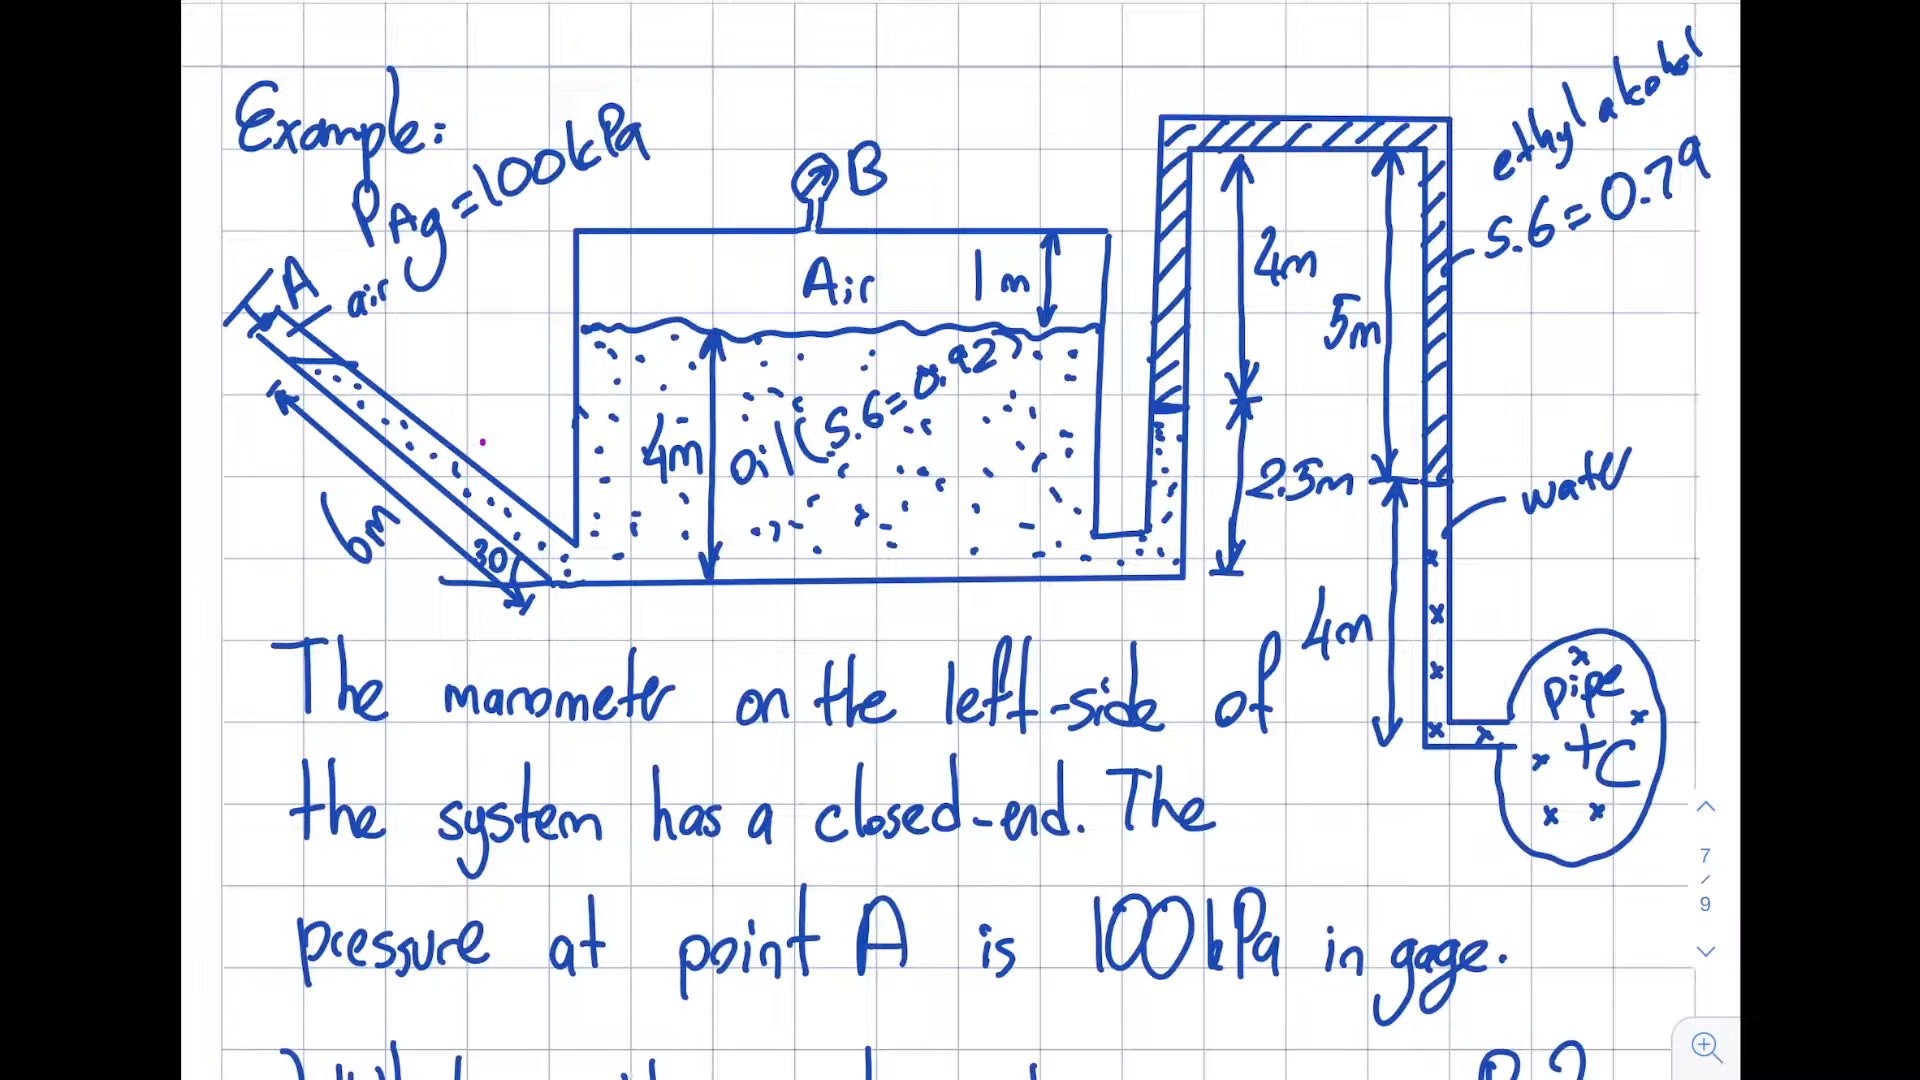 Example:
PAg=100kPa
A
air
B
Air
1m
4m
oil (S.G=0.92)
6m
30
4m
2.5m
5m
4m
ethyl alkohol
S.G=0.79
water
pipe
+C
The manometer on the left-side of
the system has a closed-end. The
pressure at point A is 100kPa in gage.
7
/
9